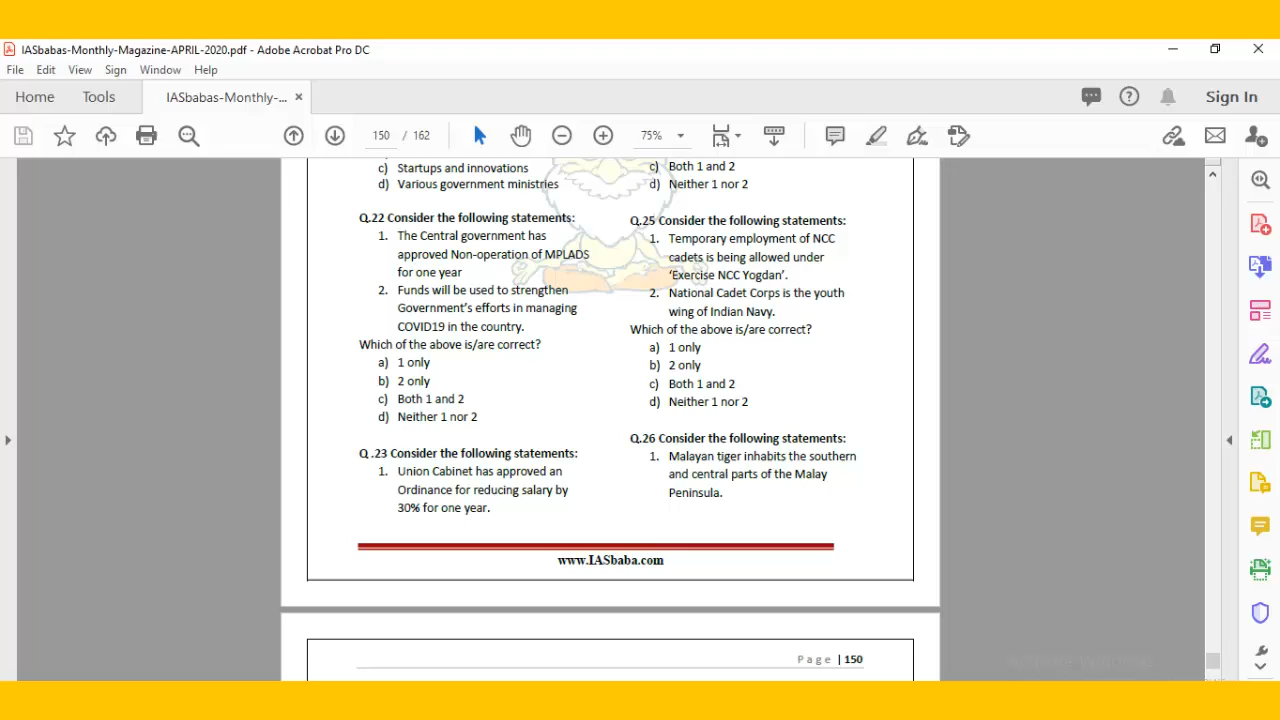 IASbabas-Monthly-Magazine-APRIL-2020.pdf - Adobe Acrobat Pro DC
File Edit View Sign Window Help
Home Tools IASbabas-Monthly-... ×
Sign In
150 / 162
75%
c) Startups and innovations
d) Various government ministries
Q.22 Consider the following statements:
1. The Central government has
approved Non-operation of MPLADS
for one year
2. Funds will be used to strengthen
Government's efforts in managing
COVID19 in the country.
Which of the above is/are correct?
a) 1 only
b) 2 only
c) Both 1 and 2
d) Neither 1 nor 2
Q .23 Consider the following statements:
1. Union Cabinet has approved an
Ordinance for reducing salary by
30% for one year.
c) Both 1 and 2
d) Neither 1 nor 2
Q.25 Consider the following statements:
1. Temporary employment of NCC
cadets is being allowed under
'Exercise NCC Yogdan'.
2. National Cadet Corps is the youth
wing of Indian Navy.
Which of the above is/are correct?
a) 1 only
b) 2 only
c) Both 1 and 2
d) Neither 1 nor 2
Q.26 Consider the following statements:
1. Malayan tiger inhabits the southern
and central parts of the Malay
Peninsula.
www.IASbaba.com
Page | 150